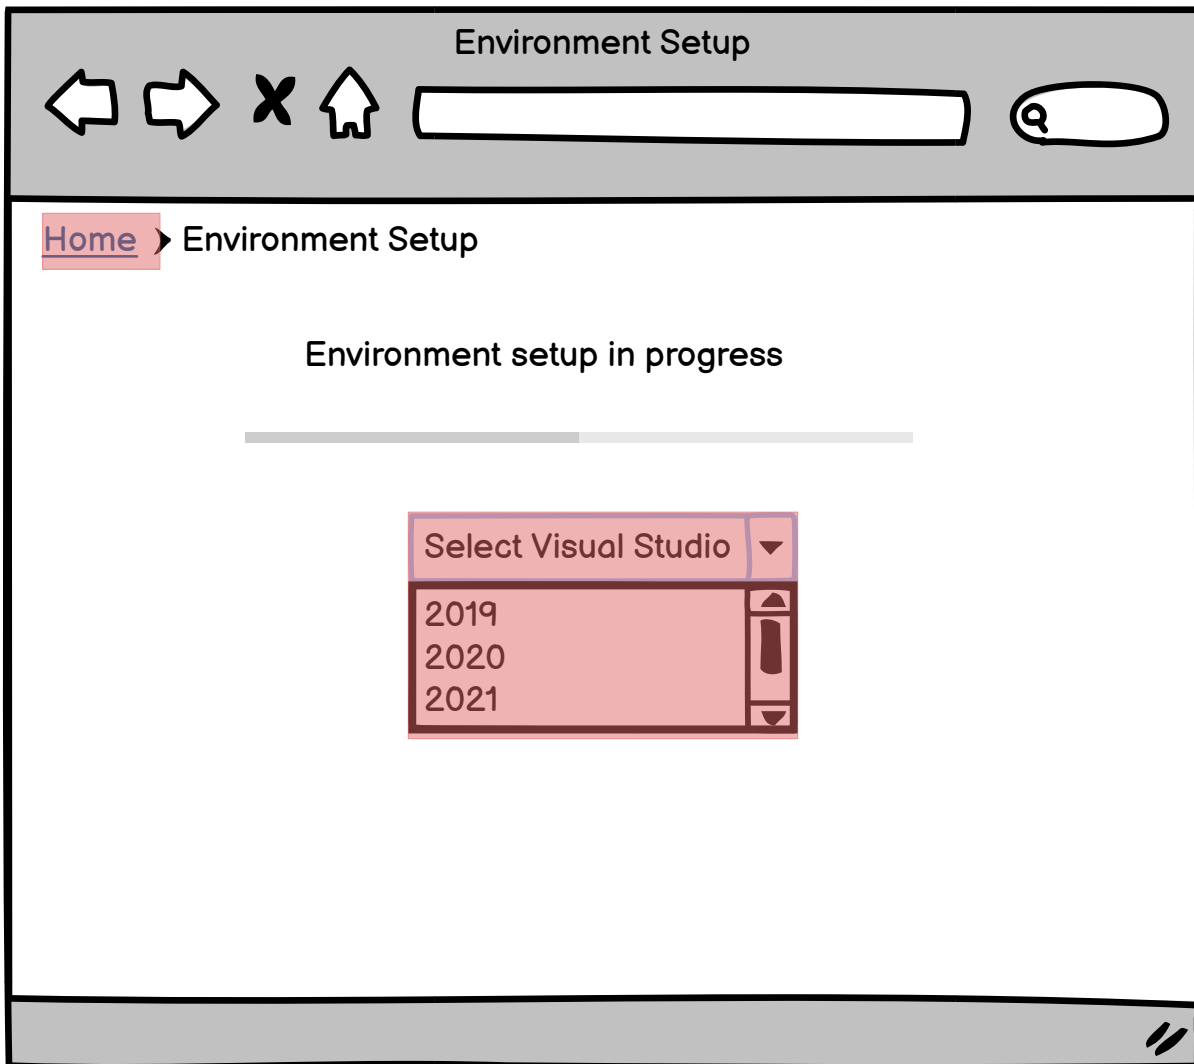 Environment Setup
Home Environment Setup
Environment setup in progress
Select Visual Studio
2019
2020
2021